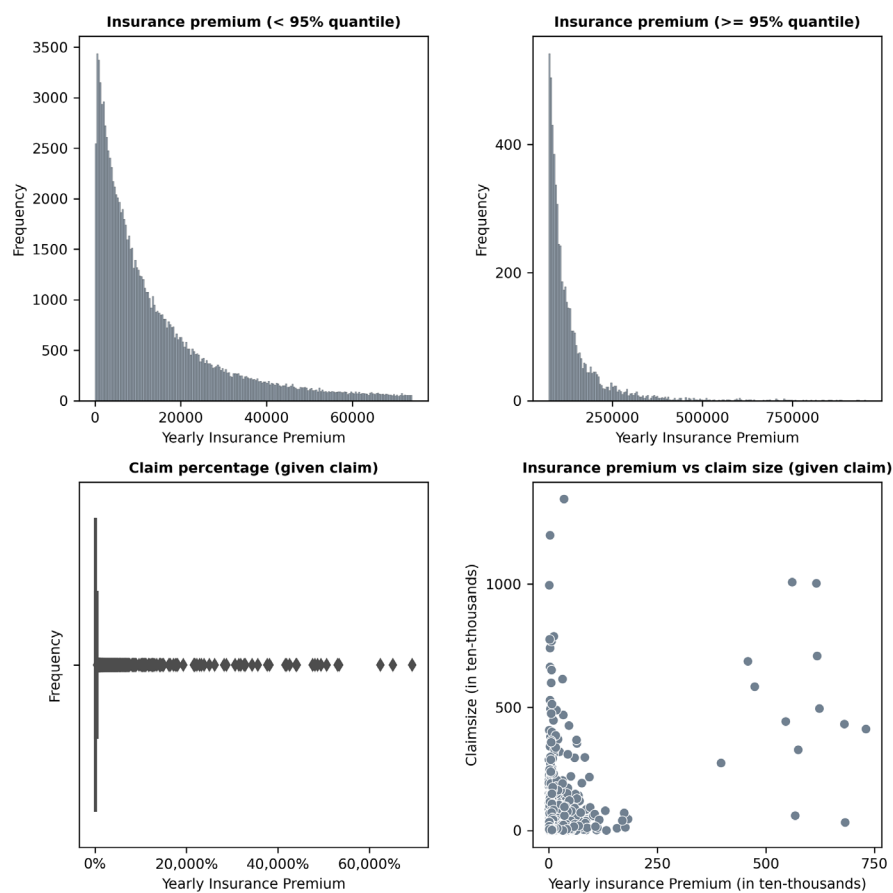 Insurance premium (< 95% quantile)
Frequency
3500
3000
2500
2000
1500
1000
500
0
0 20000 40000 60000
Yearly Insurance Premium
Insurance premium (>= 95% quantile)
Frequency
400
200
0
250000 500000 750000
Yearly Insurance Premium
Claim percentage (given claim)
Frequency
0% 20,000% 40,000% 60,000%
Yearly Insurance Premium
Insurance premium vs claim size (given claim)
Claimsize (in ten-thousands)
1000
500
0
0 250 500 750
Yearly insurance Premium (in ten-thousands)